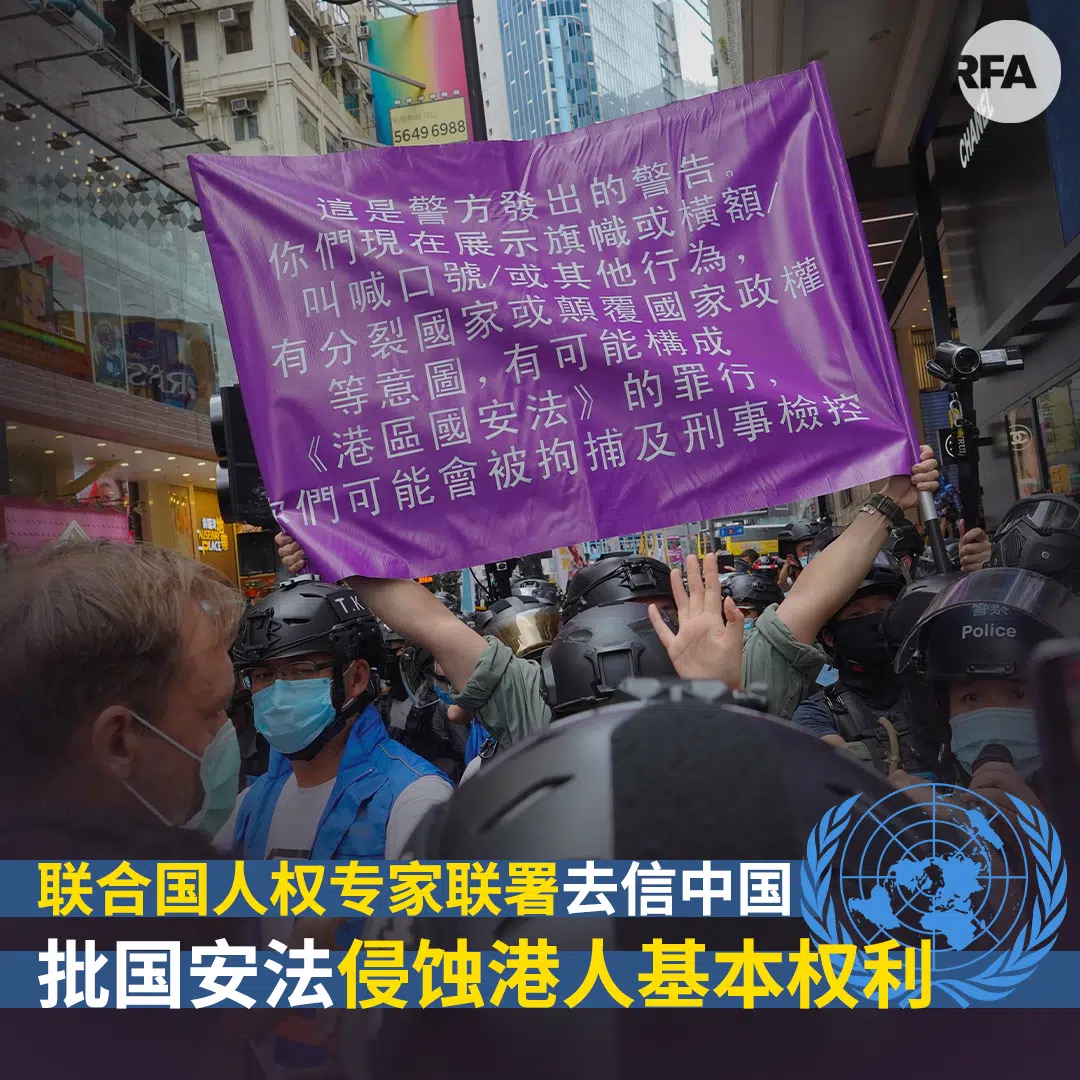 RFA
CHANEL
5649 6988
這是警方發出的警告。
你們現在展示旗幟或橫額/
叫喊口號/或其他行為，
有分裂國家或顛覆國家政權
等意圖，有可能構成
《港區國安法》的罪行，
們可能會被拘捕及刑事檢控
T.K
警察
Police
联合国人权专家联署去信中国
批国安法侵蚀港人基本权利